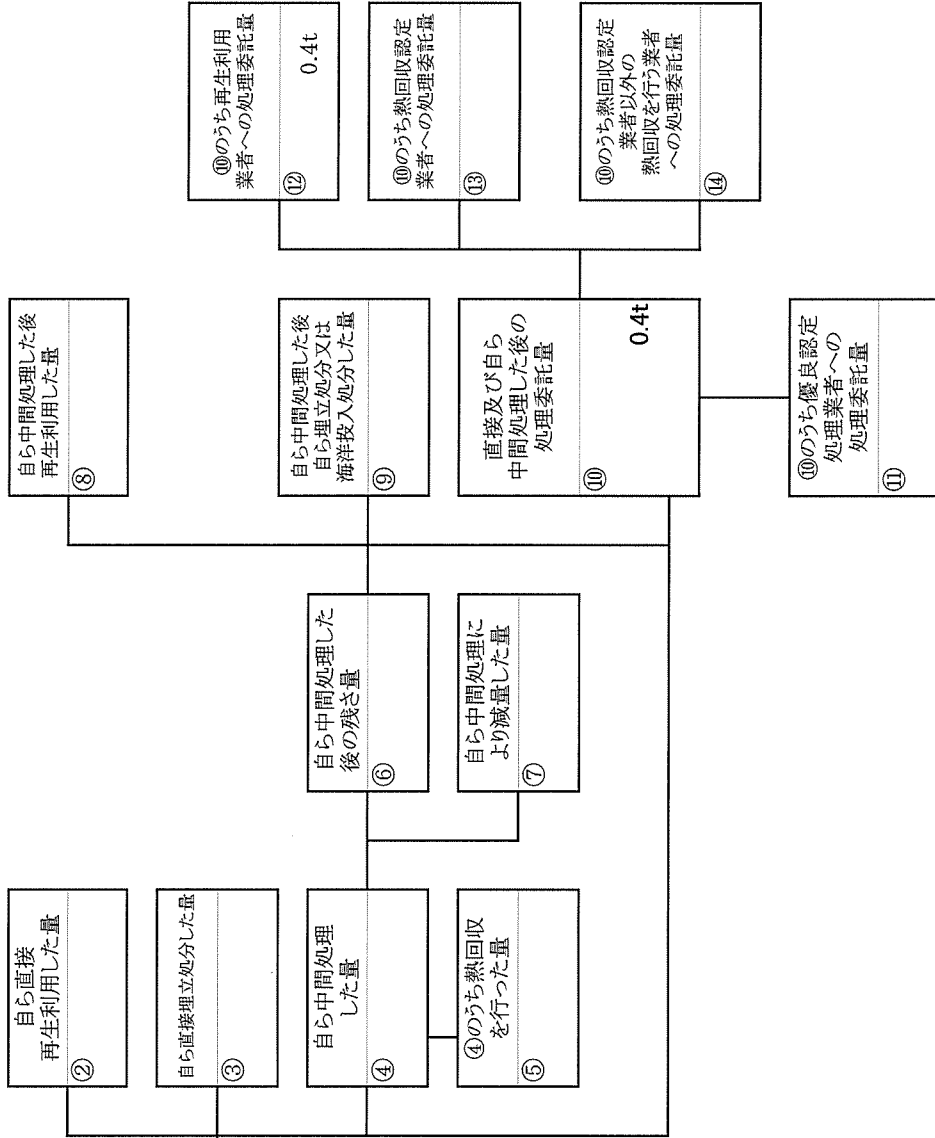 自ら直接
再生利用した量
②
自ら直接埋立処分した量
③
自ら中間処理
した量
④
④のうち熱回収
を行った量
⑤
自ら中間処理した
後の残さ量
⑥
自ら中間処理に
より減量した量
⑦
自ら中間処理した後
再生利用した量
⑧
自ら中間処理した後
自ら埋立処分又は
海洋投入処分した量
⑨
直接及び自ら
中間処理した後の
処理委託量
⑩
0.4t
⑩のうち優良認定
処理業者への
処理委託量
⑪
⑩のうち再生利用
業者への処理委託量
⑫
0.4t
⑩のうち熱回収認定
業者への処理委託量
⑬
⑩のうち熱回収認定
業者以外の
熱回収を行う業者
への処理委託量
⑭